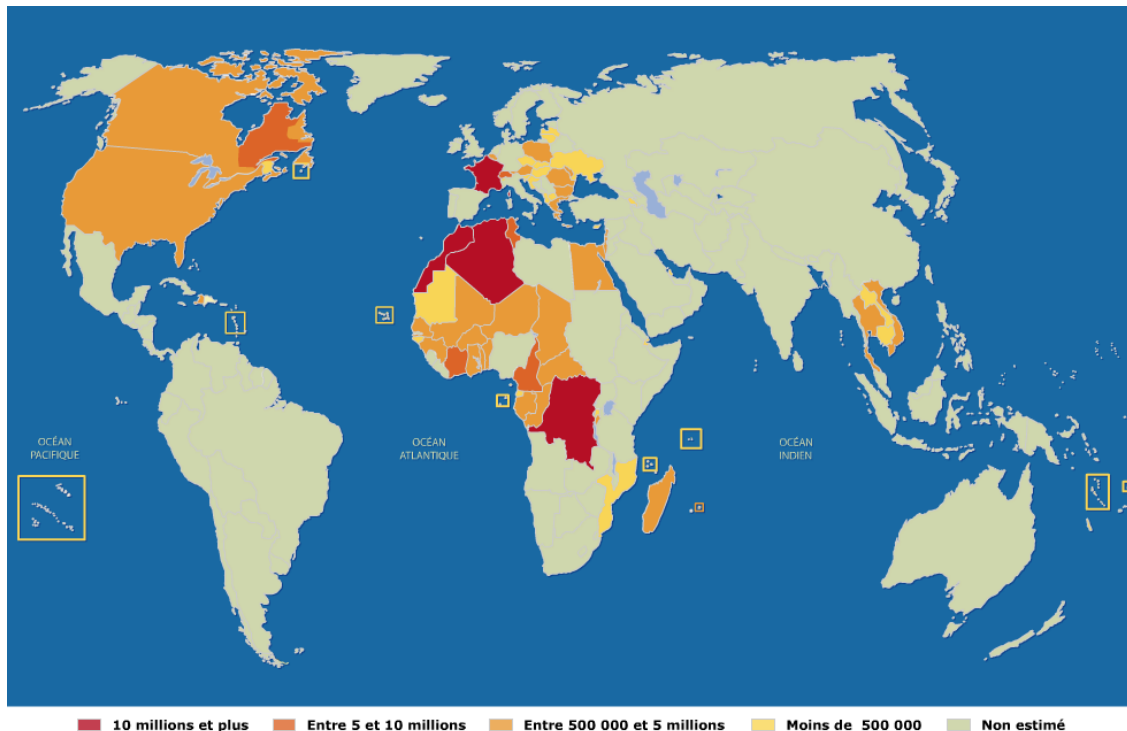 OCÉAN
PACIFIQUE
OCÉAN
ATLANTIQUE
OCÉAN
INDIEN
10 millions et plus
Entre 5 et 10 millions
Entre 500 000 et 5 millions
Moins de 500 000
Non estimé